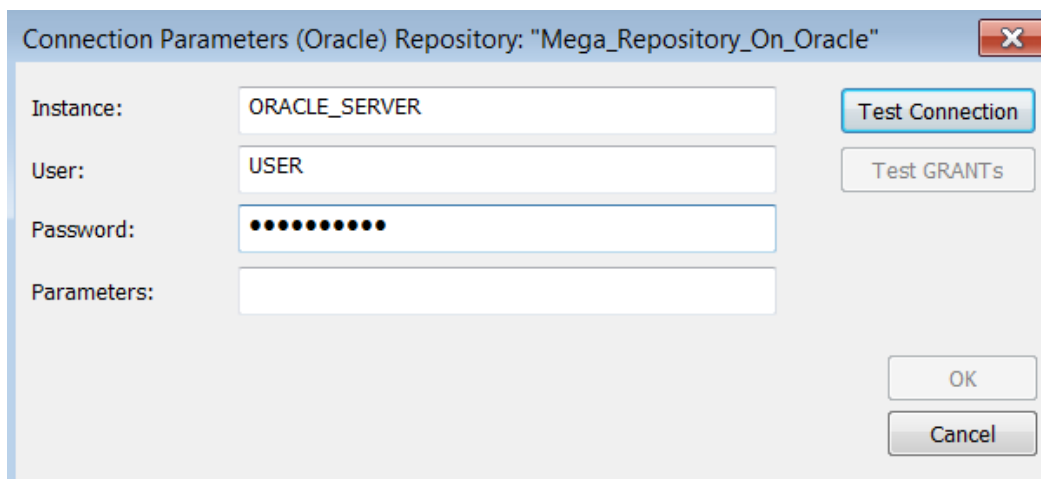 Connection Parameters (Oracle) Repository: "Mega_Repository_On_Oracle"
Instance: ORACLE_SERVER Test Connection
User: USER Test GRANTs
Password: ••••••••••
Parameters:
OK
Cancel